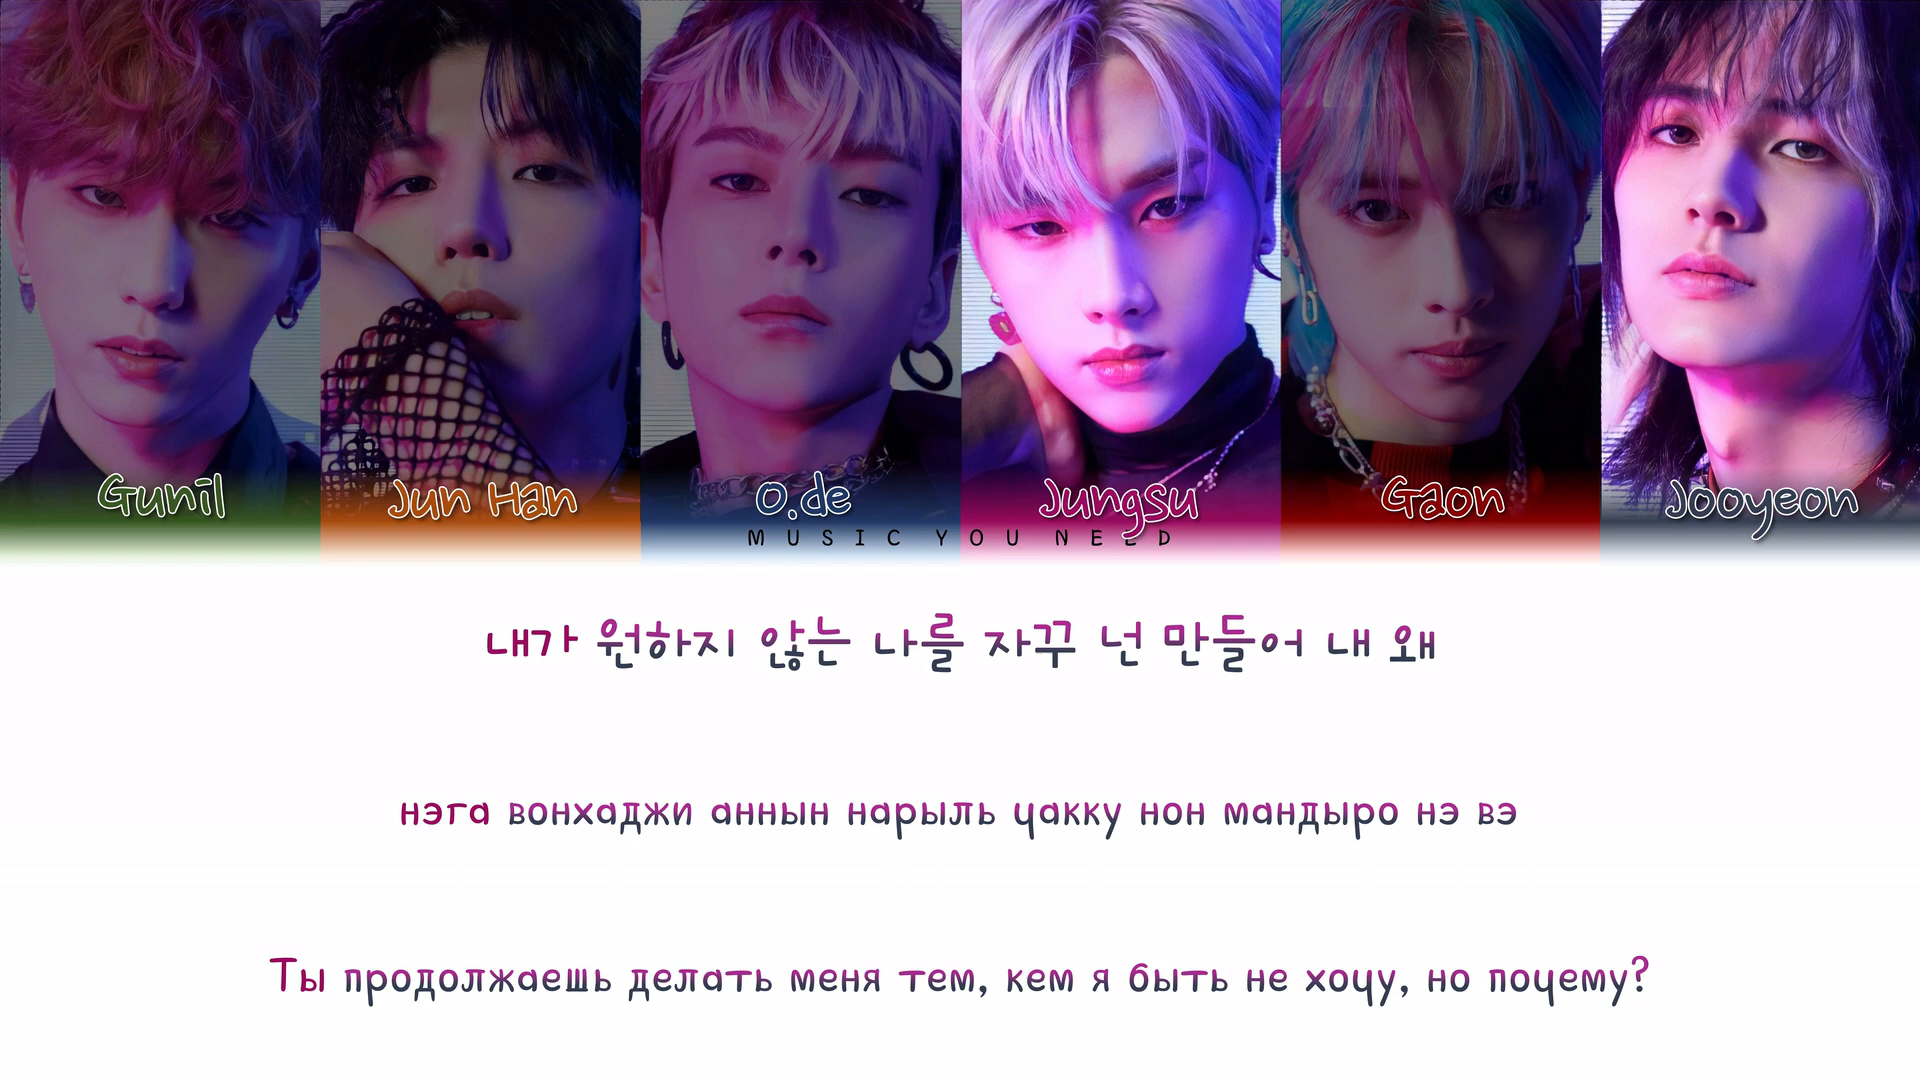 Gunil Jun Han O.de Jungsu Gaon Jooyeon
MUSIC YOU NEED
내가 원하지 않는 나를 자꾸 넌 만들어 내 왜
нэга вонхаджи аннын нарыль чакку нон мандыро нэ вэ
Ты продолжаешь делать меня тем, кем я быть не хочу, но почему?